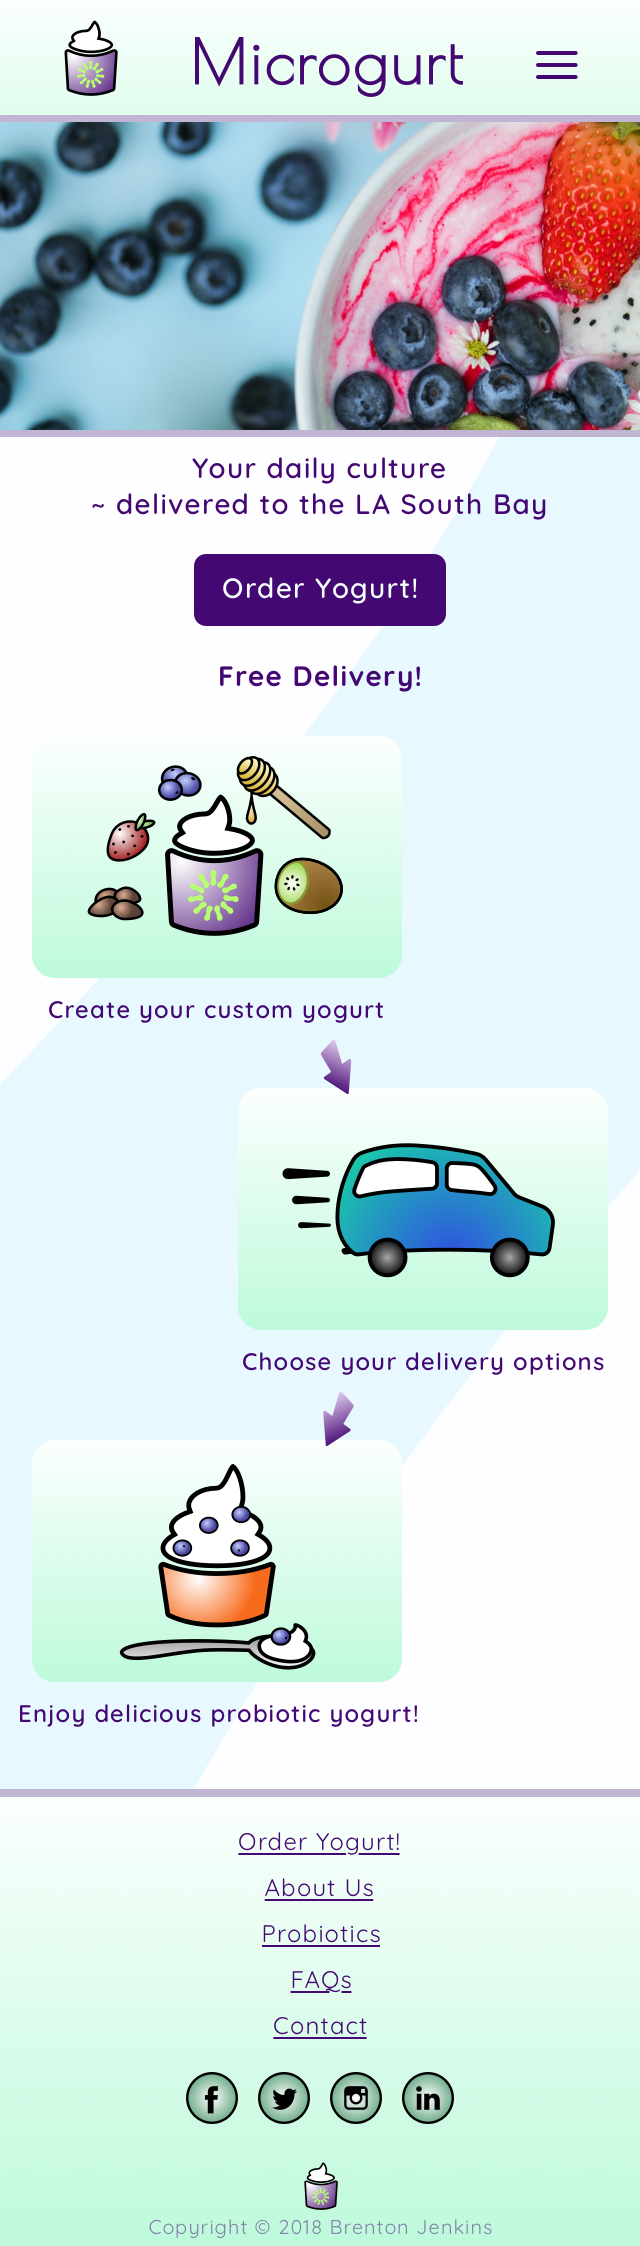 Microgurt
Your daily culture
~ delivered to the LA South Bay
Order Yogurt!
Free Delivery!
Create your custom yogurt
Choose your delivery options
Enjoy delicious probiotic yogurt!
Order Yogurt!
About Us
Probiotics
FAQs
Contact
Copyright © 2018 Brenton Jenkins